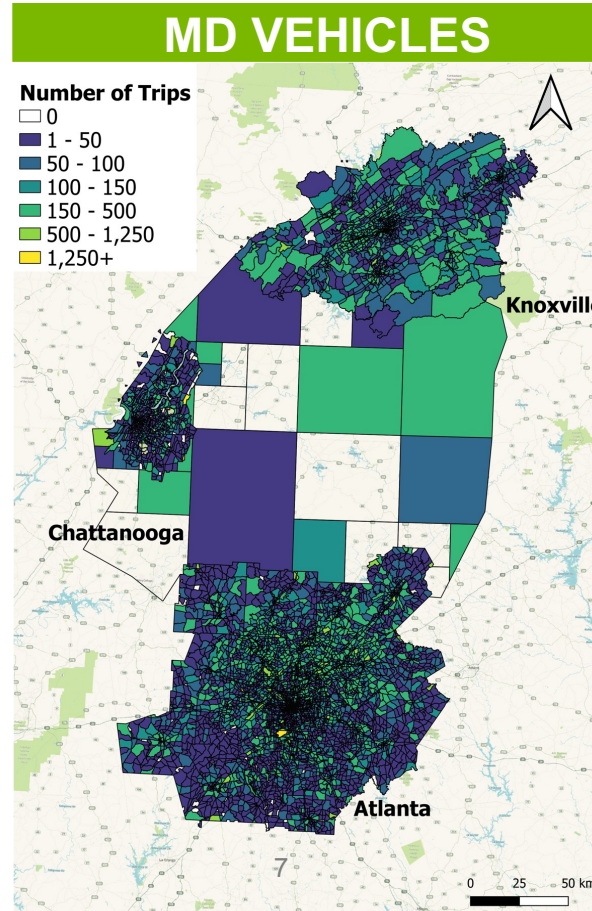 MD VEHICLES
Number of Trips
0
1 - 50
50 - 100
100 - 150
150 - 500
500 - 1,250
1,250+
Knoxville
Chattanooga
Atlanta
7
0 25 50 km